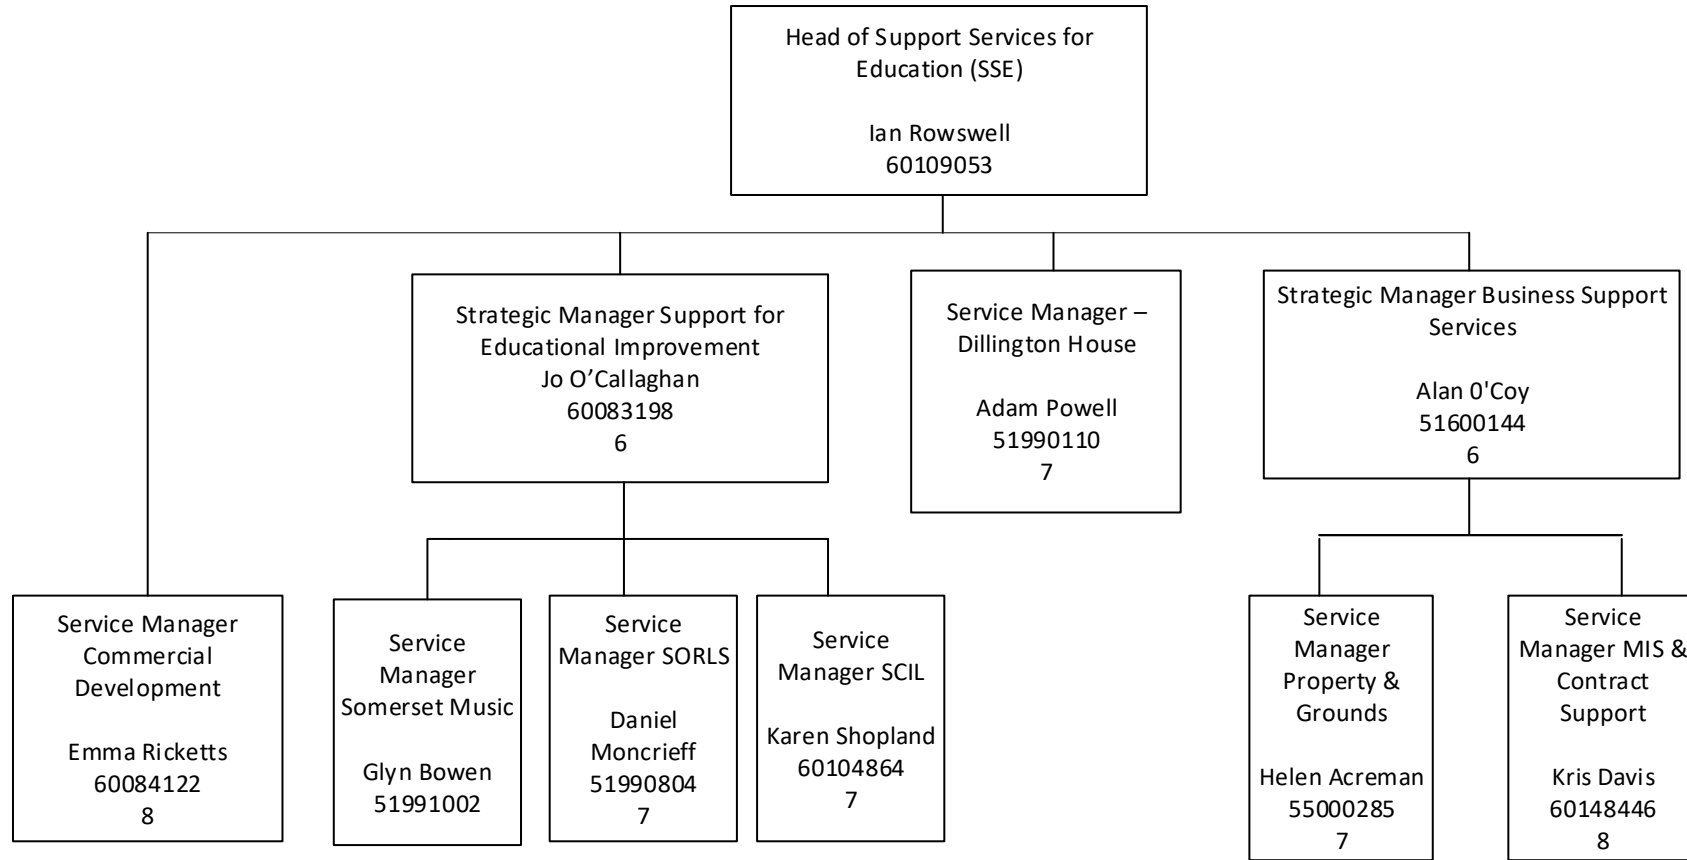 Head of Support Services for
Education (SSE)
Ian Rowswell
60109053
Strategic Manager Support for
Educational Improvement
Jo O’Callaghan
60083198
6
Service Manager –
Dillington House
Adam Powell
51990110
7
Strategic Manager Business Support
Services
Alan 0'Coy
51600144
6
Service Manager
Commercial
Development
Emma Ricketts
60084122
8
Service
Manager
Somerset Music
Glyn Bowen
51991002
Service
Manager SORLS
Daniel
Moncrieff
51990804
7
Service
Manager SCIL
Karen Shopland
60104864
7
Service
Manager
Property &
Grounds
Helen Acreman
55000285
7
Service
Manager MIS &
Contract
Support
Kris Davis
60148446
8